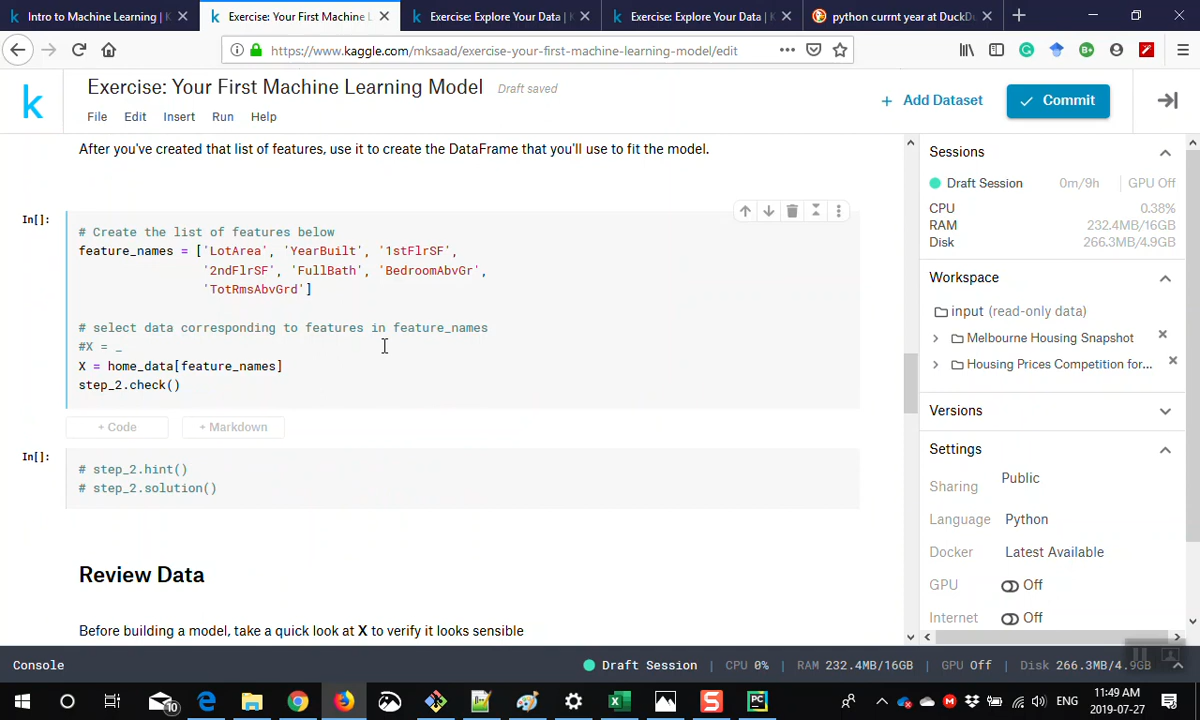 Intro to Machine Learning | K
Exercise: Your First Machine L
Exercise: Explore Your Data | K
Exercise: Explore Your Data | K
python currnt year at DuckDu
https://www.kaggle.com/mksaad/exercise-your-first-machine-learning-model/edit
k
Exercise: Your First Machine Learning Model Draft saved
File Edit Insert Run Help
+ Add Dataset
Commit
After you've created that list of features, use it to create the DataFrame that you'll use to fit the model.
In[]:
# Create the list of features below
feature_names = ['LotArea', 'YearBuilt', '1stFlrSF',
'2ndFlrSF', 'FullBath', 'BedroomAbvGr',
'TotRmsAbvGrd']
# select data corresponding to features in feature_names
#X = _
X = home_data[feature_names]
step_2.check()
+ Code + Markdown
In[]:
# step_2.hint()
# step_2.solution()
Review Data
Before building a model, take a quick look at X to verify it looks sensible
Sessions
Draft Session 0m/9h GPU Off
CPU 0.38%
RAM 232.4MB/16GB
Disk 266.3MB/4.9GB
Workspace
input (read-only data)
Melbourne Housing Snapshot
Housing Prices Competition for...
Versions
Settings
Sharing Public
Language Python
Docker Latest Available
GPU Off
Internet Off
Console
Draft Session | CPU 0% | RAM 232.4MB/16GB | GPU Off | Disk 266.3MB/4.9GB
10
ENG
11:49 AM
2019-07-27